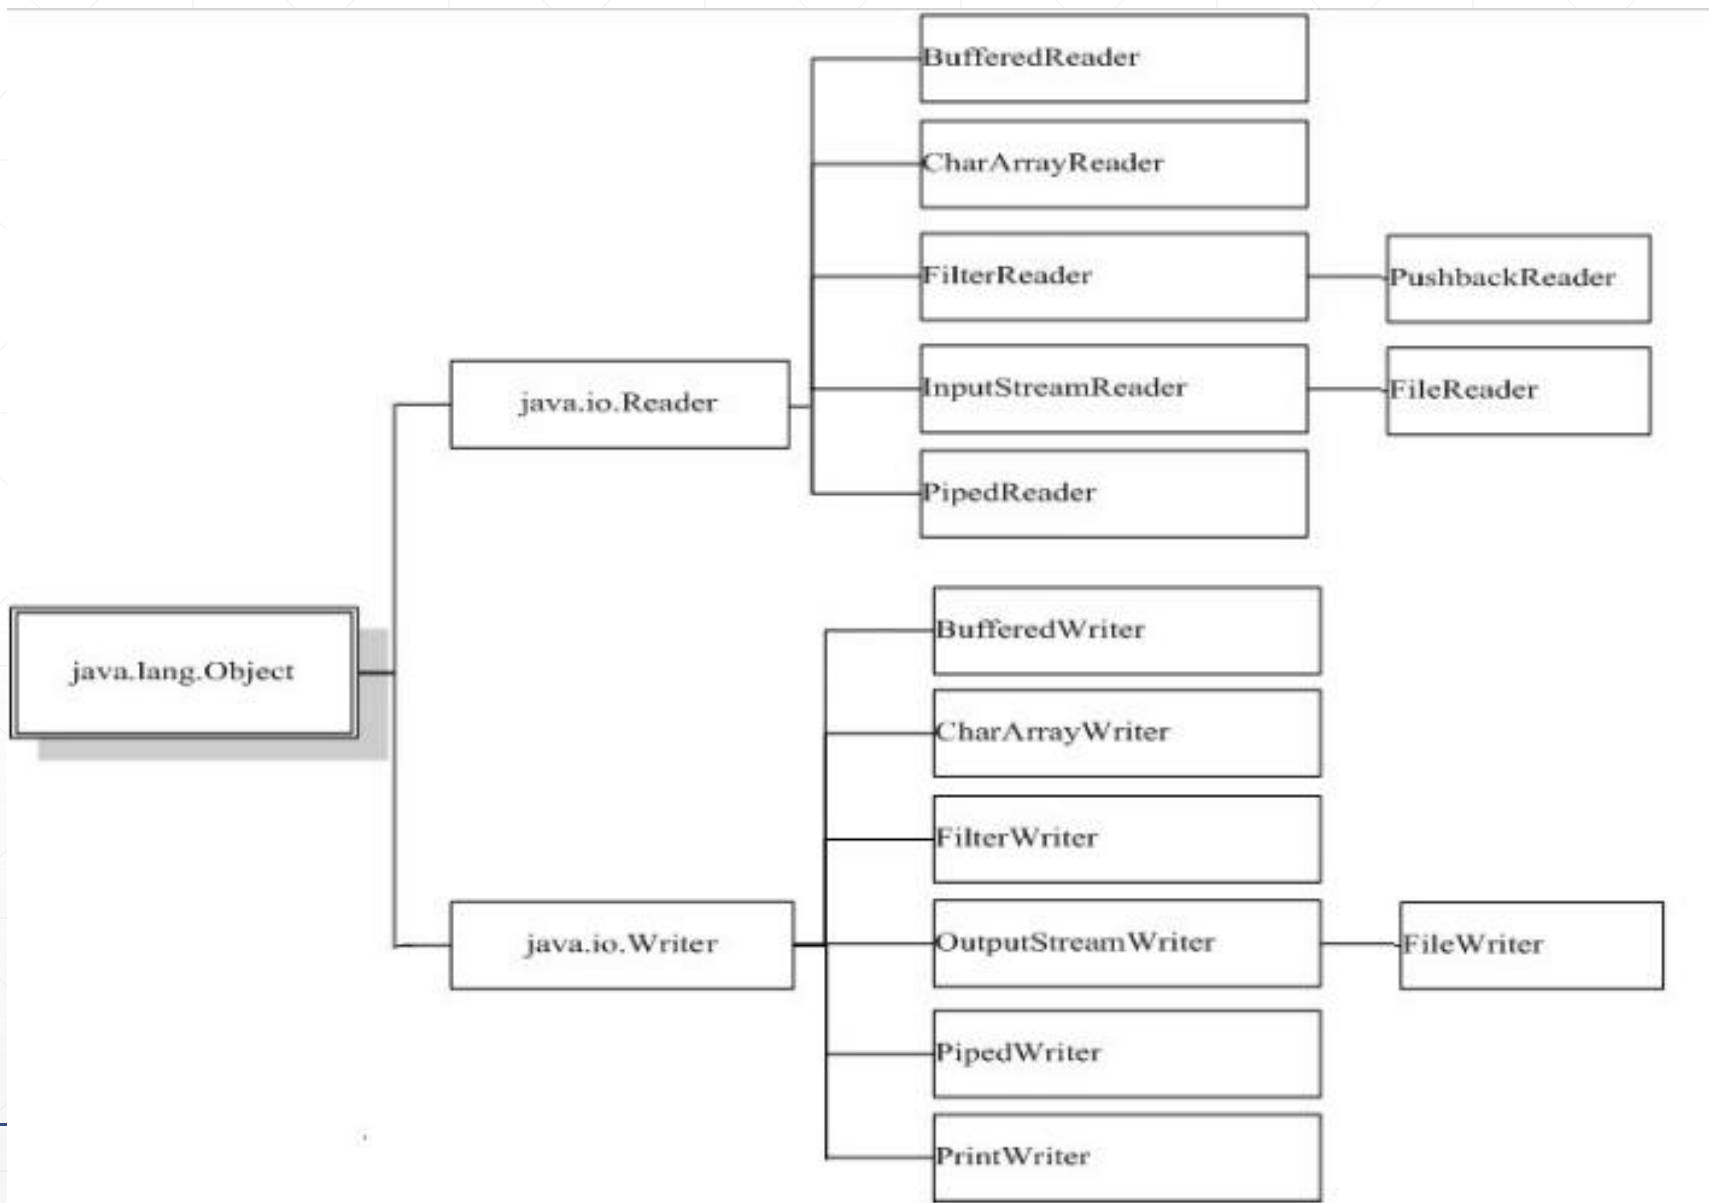 BufferedReader
CharArrayReader
FilterReader
PushbackReader
InputStreamReader
FileReader
java.io.Reader
PipedReader
java.lang.Object
BufferedWriter
CharArrayWriter
FilterWriter
OutputStreamWriter
FileWriter
java.io.Writer
PipedWriter
PrintWriter